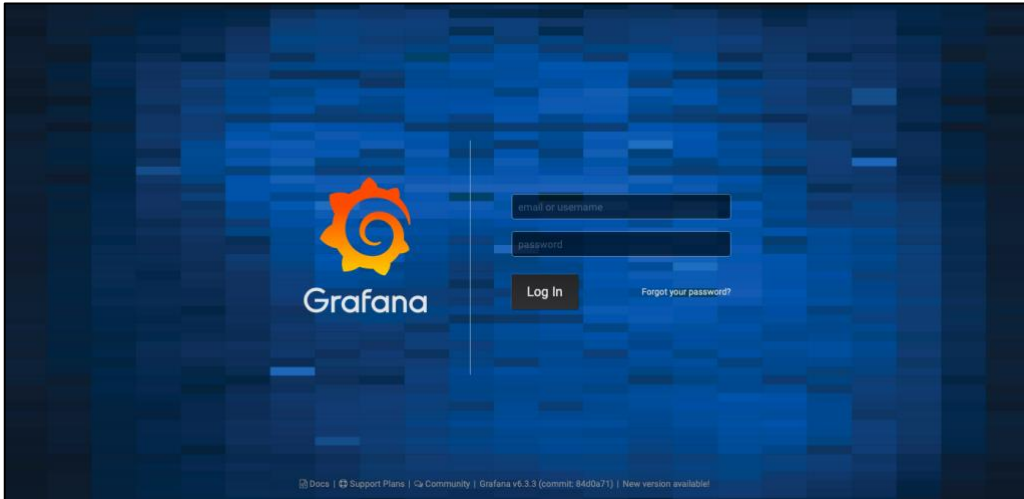 email or username
password
Grafana
Log In
Forgot your password?
Docs | Support Plans | Community | Grafana v6.3.3 (commit: 84d0a71) | New version available!